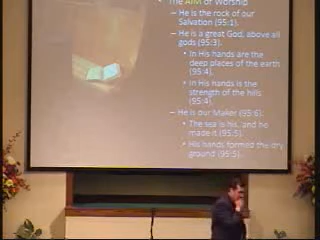 • The AIM of Worship
– He is the rock of our
Salvation (95:1).
– He is a great God, above all
gods (95:3).
• In His hands are the
deep places of the earth
(95:4).
• In His hands is the
strength of the hills
(95:4).
– He is our Maker (95:6).
• The sea is his, and he
made it (95:5).
• His hands formed the dry
ground (95:5).